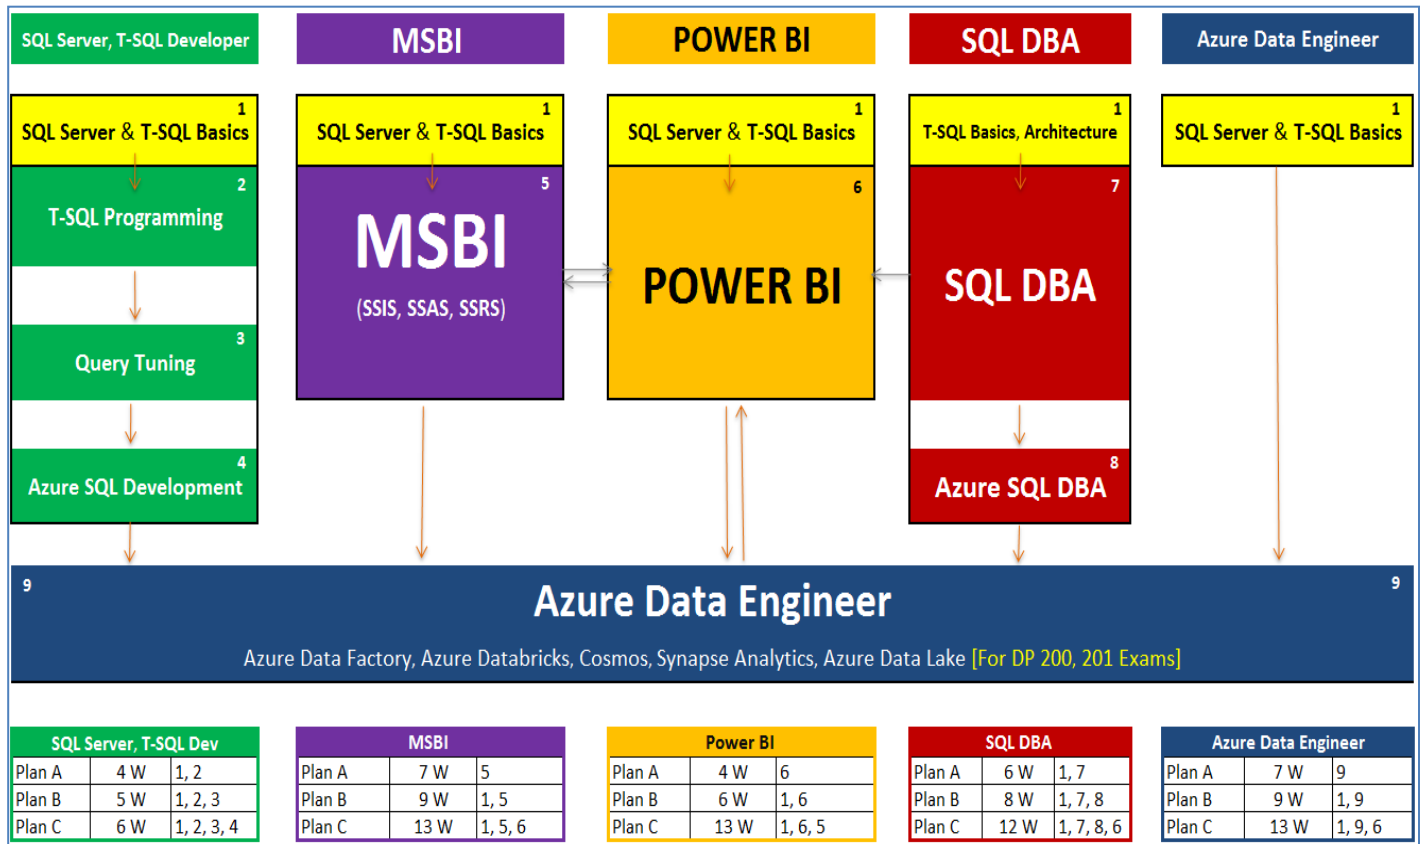 SQL Server, T-SQL Developer
MSBI
POWER BI
SQL DBA
Azure Data Engineer
1
SQL Server & T-SQL Basics
2
T-SQL Programming
3
Query Tuning
4
Azure SQL Development
1
SQL Server & T-SQL Basics
5
MSBI
(SSIS, SSAS, SSRS)
1
SQL Server & T-SQL Basics
6
POWER BI
1
T-SQL Basics, Architecture
7
SQL DBA
8
Azure SQL DBA
1
SQL Server & T-SQL Basics
9
Azure Data Engineer
9
Azure Data Factory, Azure Databricks, Cosmos, Synapse Analytics, Azure Data Lake [For DP 200, 201 Exams]
SQL Server, T-SQL Dev
Plan A 4 W 1, 2
Plan B 5 W 1, 2, 3
Plan C 6 W 1, 2, 3, 4
MSBI
Plan A 7 W 5
Plan B 9 W 1, 5
Plan C 13 W 1, 5, 6
Power BI
Plan A 4 W 6
Plan B 6 W 1, 6
Plan C 13 W 1, 6, 5
SQL DBA
Plan A 6 W 1, 7
Plan B 8 W 1, 7, 8
Plan C 12 W 1, 7, 8, 6
Azure Data Engineer
Plan A 7 W 9
Plan B 9 W 1, 9
Plan C 13 W 1, 9, 6